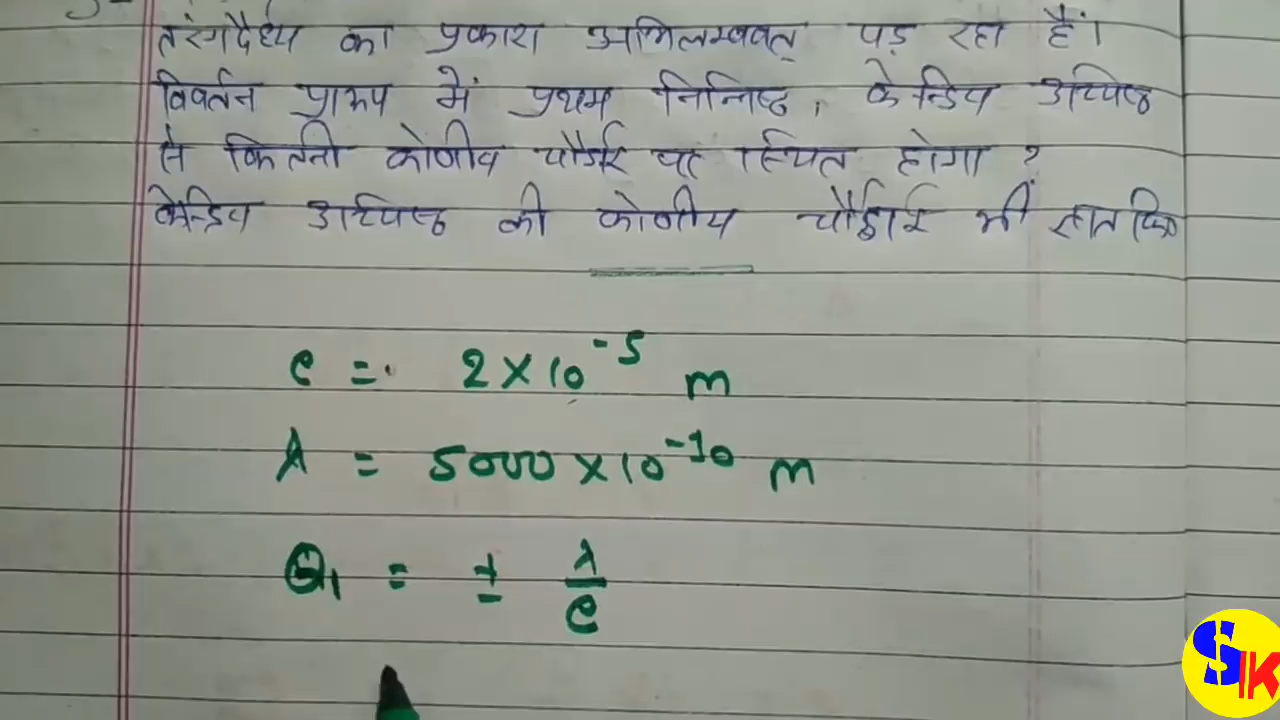 तरंगदैर्ध्य का प्रकाश अभिलम्बवत् पड़ रहा है।
विवर्तन प्रारूप में प्रथम निम्निष्ठ, केन्द्रिय उच्चिष्ठ
से कितनी कोणीय चौड़ाई पर स्थित होगा ?
केन्द्रिय उच्चिष्ठ की कोणीय चौड़ाई भी ज्ञात
e = 2 × 10⁻⁵ m
λ = 5000 × 10⁻¹⁰ m
θ₁ = ± λ/e
SIK